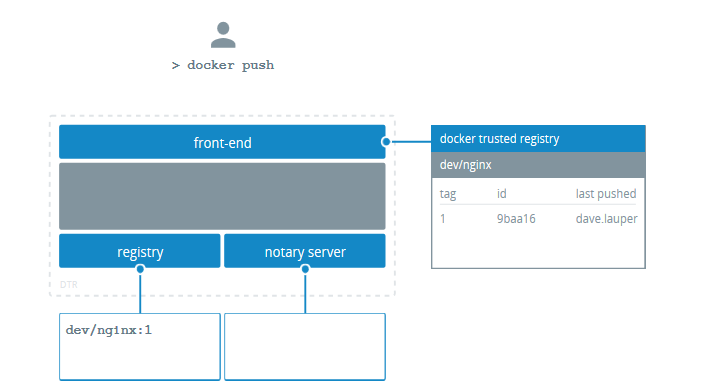 > docker push
front-end
docker trusted registry
dev/nginx
tag id last pushed
1 9baa16 dave.lauper
registry notary server
DTR
dev/nginx:1